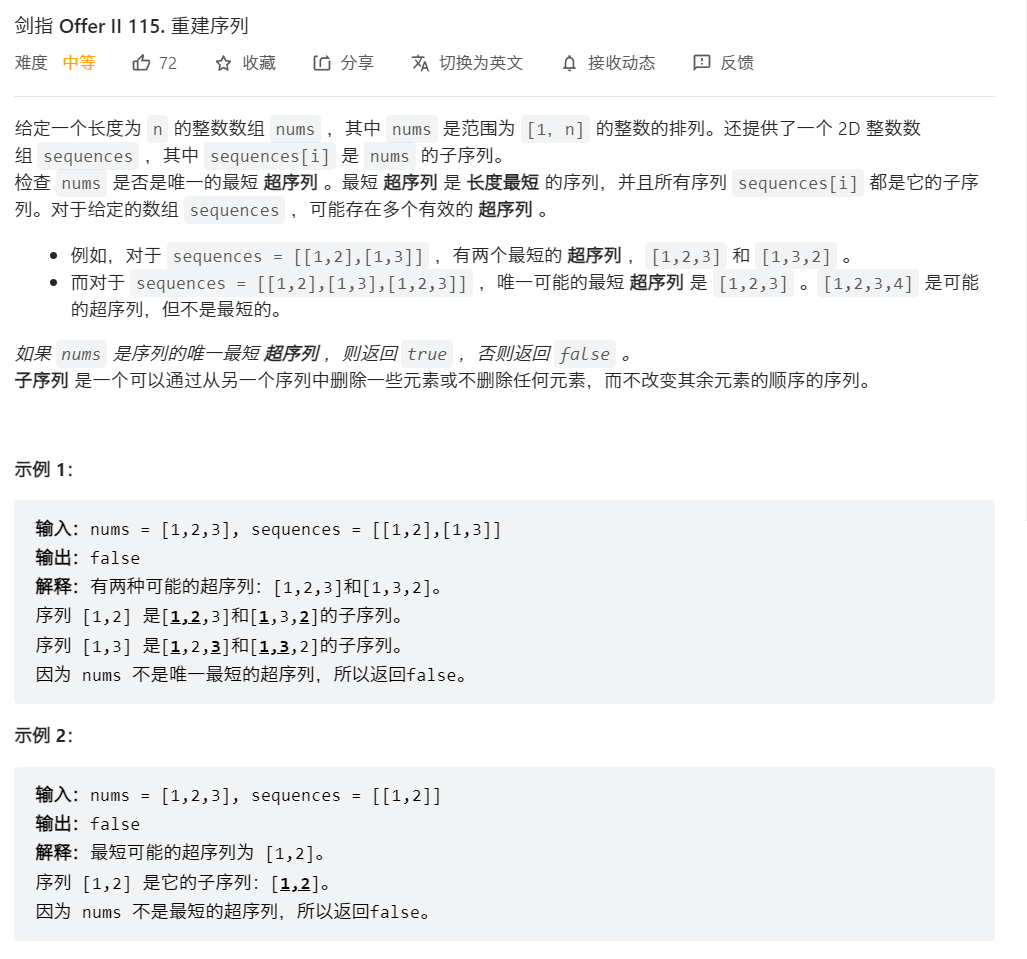 剑指 Offer II 115. 重建序列
难度 中等 72 收藏 分享 切换为英文 接收动态 反馈
给定一个长度为 n 的整数数组 nums ，其中 nums 是范围为 [1, n] 的整数的排列。还提供了一个 2D 整数数
组 sequences ，其中 sequences[i] 是 nums 的子序列。
检查 nums 是否是唯一的最短 超序列 。最短 超序列 是 长度最短 的序列，并且所有序列 sequences[i] 都是它的子序
列。对于给定的数组 sequences ，可能存在多个有效的 超序列 。
例如，对于 sequences = [[1,2],[1,3]] ，有两个最短的 超序列 ， [1,2,3] 和 [1,3,2] 。
而对于 sequences = [[1,2],[1,3],[1,2,3]] ，唯一可能的最短 超序列 是 [1,2,3] 。[1,2,3,4] 是可能
的超序列，但不是最短的。
如果 nums 是序列的唯一最短 超序列 ，则返回 true ，否则返回 false 。
子序列 是一个可以通过从另一个序列中删除一些元素或不删除任何元素，而不改变其余元素的顺序的序列。
示例 1：
输入：nums = [1,2,3], sequences = [[1,2],[1,3]]
输出：false
解释：有两种可能的超序列：[1,2,3]和[1,3,2]。
序列 [1,2] 是[1,2,3]和[1,3,2]的子序列。
序列 [1,3] 是[1,2,3]和[1,3,2]的子序列。
因为 nums 不是唯一最短的超序列，所以返回false。
示例 2：
输入：nums = [1,2,3], sequences = [[1,2]]
输出：false
解释：最短可能的超序列为 [1,2]。
序列 [1,2] 是它的子序列：[1,2]。
因为 nums 不是最短的超序列，所以返回false。